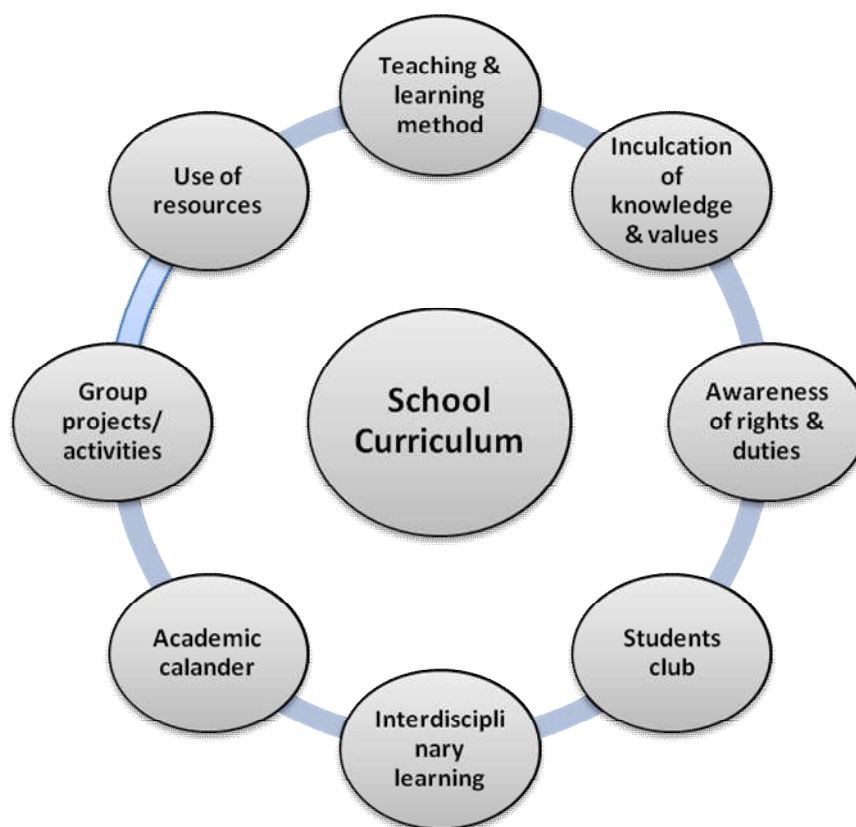 Teaching &
learning
method
Inculcation
of
knowledge
& values
Awareness
of rights &
duties
Students
club
Interdiscipli
nary
learning
Academic
calander
Group
projects/
activities
Use of
resources
School
Curriculum